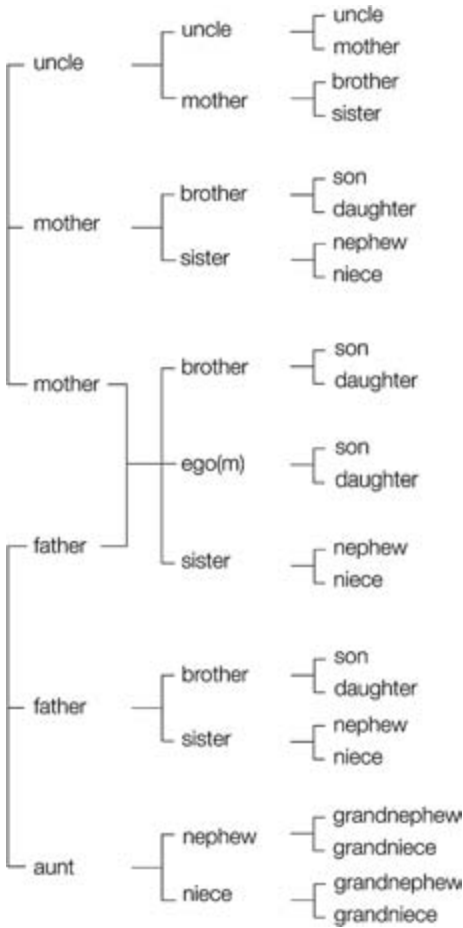 uncle
mother
uncle
uncle
mother
brother
sister
son
brother
daughter
mother
nephew
sister
niece
son
brother
daughter
mother
son
ego(m)
daughter
father
nephew
sister
niece
son
brother
daughter
father
nephew
sister
niece
grandnephew
nephew
grandniece
aunt
grandnephew
niece
grandniece